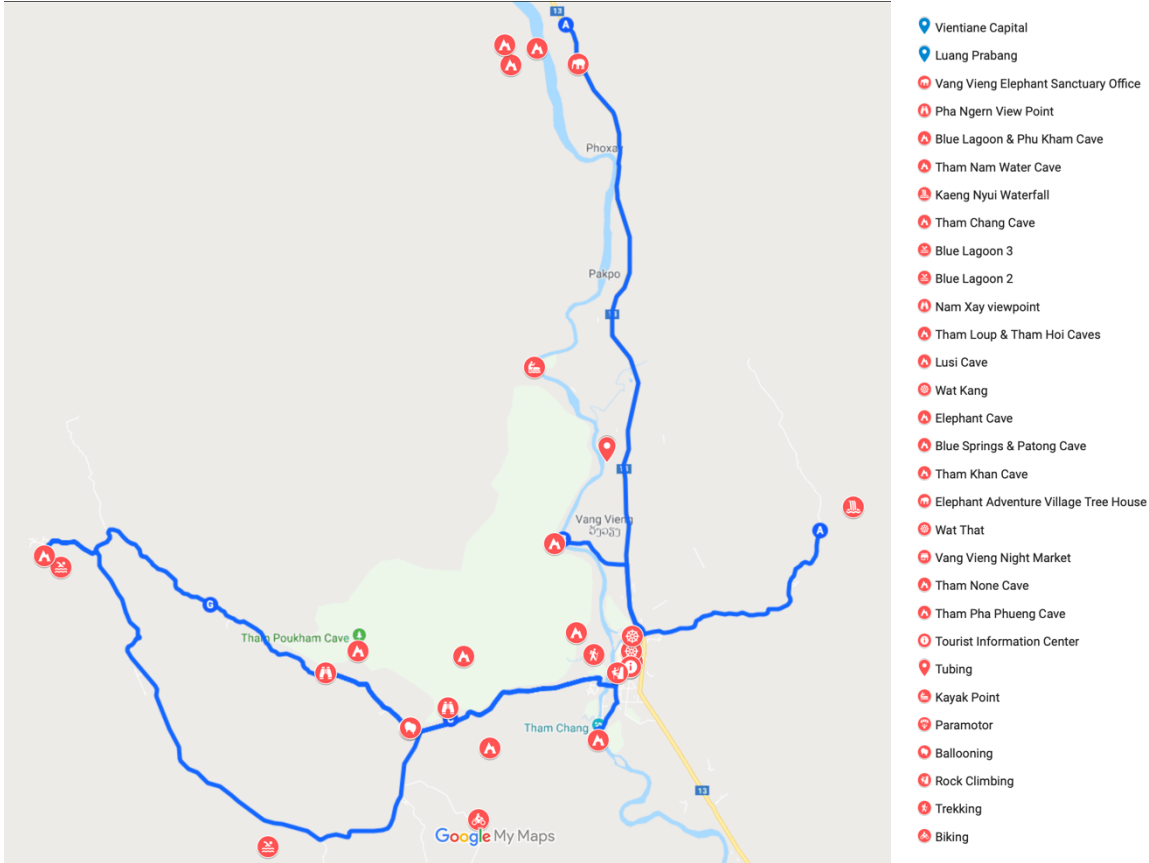 13
A
Phoxay
Pakpo
13
13
Vang Vieng
ວັງວຽງ
A
G
Tham Poukham Cave
Tham Chang
13
Google My Maps
Vientiane Capital
Luang Prabang
Vang Vieng Elephant Sanctuary Office
Pha Ngern View Point
Blue Lagoon & Phu Kham Cave
Tham Nam Water Cave
Kaeng Nyui Waterfall
Tham Chang Cave
Blue Lagoon 3
Blue Lagoon 2
Nam Xay viewpoint
Tham Loup & Tham Hoi Caves
Lusi Cave
Wat Kang
Elephant Cave
Blue Springs & Patong Cave
Tham Khan Cave
Elephant Adventure Village Tree House
Wat That
Vang Vieng Night Market
Tham None Cave
Tham Pha Phueng Cave
Tourist Information Center
Tubing
Kayak Point
Paramotor
Ballooning
Rock Climbing
Trekking
Biking